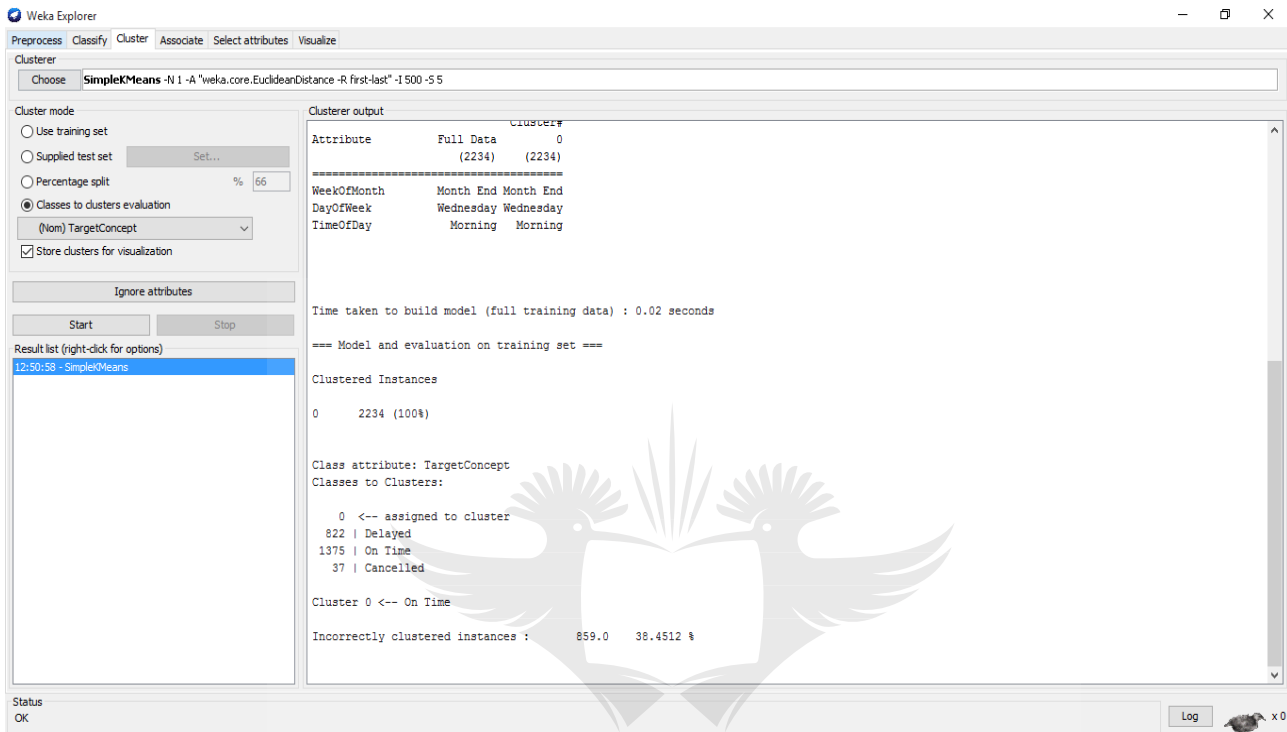 Weka Explorer
Preprocess Classify Cluster Associate Select attributes Visualize
Clusterer
Choose SimpleKMeans -N 1 -A "weka.core.EuclideanDistance -R first-last" -I 500 -S 5
Cluster mode
Use training set
Supplied test set Set...
Percentage split % 66
Classes to clusters evaluation
(Nom) TargetConcept
Store clusters for visualization
Ignore attributes
Start Stop
Result list (right-click for options)
12:50:58 - SimpleKMeans
Clusterer output
Cluster#
Attribute Full Data 0
(2234) (2234)
======================================
WeekOfMonth Month End Month End
DayOfWeek Wednesday Wednesday
TimeOfDay Morning Morning
Time taken to build model (full training data) : 0.02 seconds
=== Model and evaluation on training set ===
Clustered Instances
0 2234 (100%)
Class attribute: TargetConcept
Classes to Clusters:
0 <-- assigned to cluster
822 | Delayed
1375 | On Time
37 | Cancelled
Cluster 0 <-- On Time
Incorrectly clustered instances : 859.0 38.4512 %
Status
OK
Log x 0